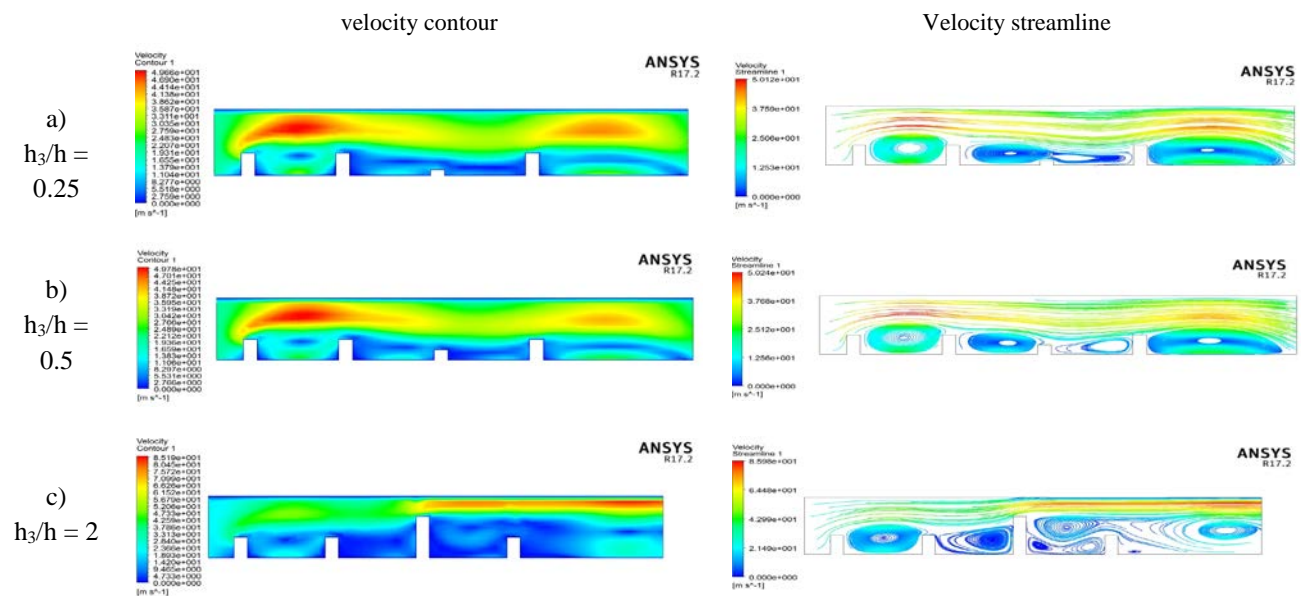 velocity contour
Velocity streamline
a)
h₃/h =
0.25
Velocity
Contour 1
4.966e+001
4.690e+001
4.414e+001
4.138e+001
3.862e+001
3.587e+001
3.311e+001
3.035e+001
2.759e+001
2.483e+001
2.207e+001
1.931e+001
1.655e+001
1.379e+001
1.104e+001
8.277e+000
5.518e+000
2.759e+000
0.000e+000
[m s^-1]
ANSYS
R17.2
Velocity
Streamline 1
5.012e+001
3.759e+001
2.506e+001
1.253e+001
0.000e+000
[m s^-1]
ANSYS
R17.2
b)
h₃/h =
0.5
Velocity
Contour 1
4.978e+001
4.701e+001
4.425e+001
4.148e+001
3.872e+001
3.595e+001
3.319e+001
3.042e+001
2.766e+001
2.489e+001
2.212e+001
1.936e+001
1.659e+001
1.383e+001
1.106e+001
8.297e+000
5.531e+000
2.766e+000
0.000e+000
[m s^-1]
ANSYS
R17.2
Velocity
Streamline 1
5.024e+001
3.768e+001
2.512e+001
1.256e+001
0.000e+000
[m s^-1]
ANSYS
R17.2
c)
h₃/h = 2
Velocity
Contour 1
8.519e+001
8.045e+001
7.572e+001
7.099e+001
6.626e+001
6.152e+001
5.679e+001
5.206e+001
4.733e+001
4.259e+001
3.786e+001
3.313e+001
2.840e+001
2.366e+001
1.893e+001
1.420e+001
9.465e+000
4.733e+000
0.000e+000
[m s^-1]
ANSYS
R17.2
Velocity
Streamline 1
8.598e+001
6.448e+001
4.299e+001
2.149e+001
0.000e+000
[m s^-1]
ANSYS
R17.2